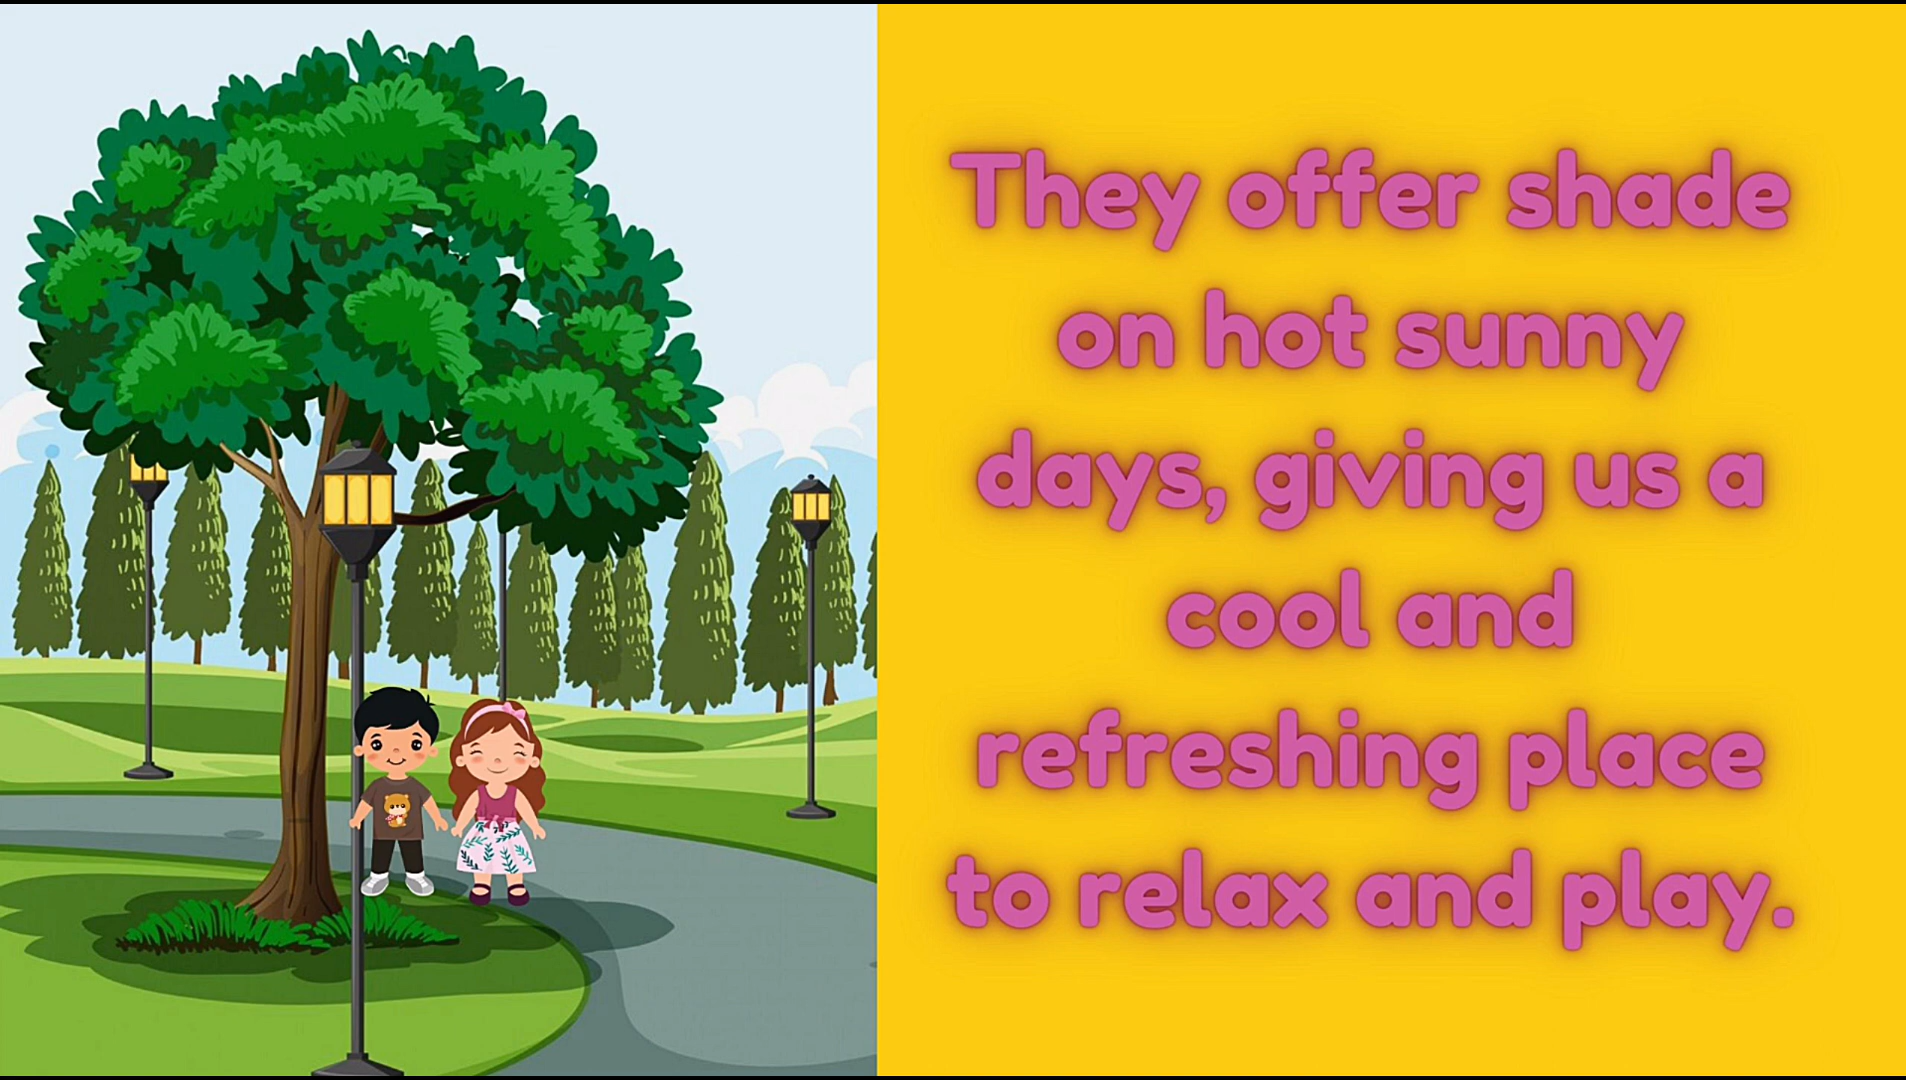 They offer shade
on hot sunny
days, giving us a
cool and
refreshing place
to relax and play.